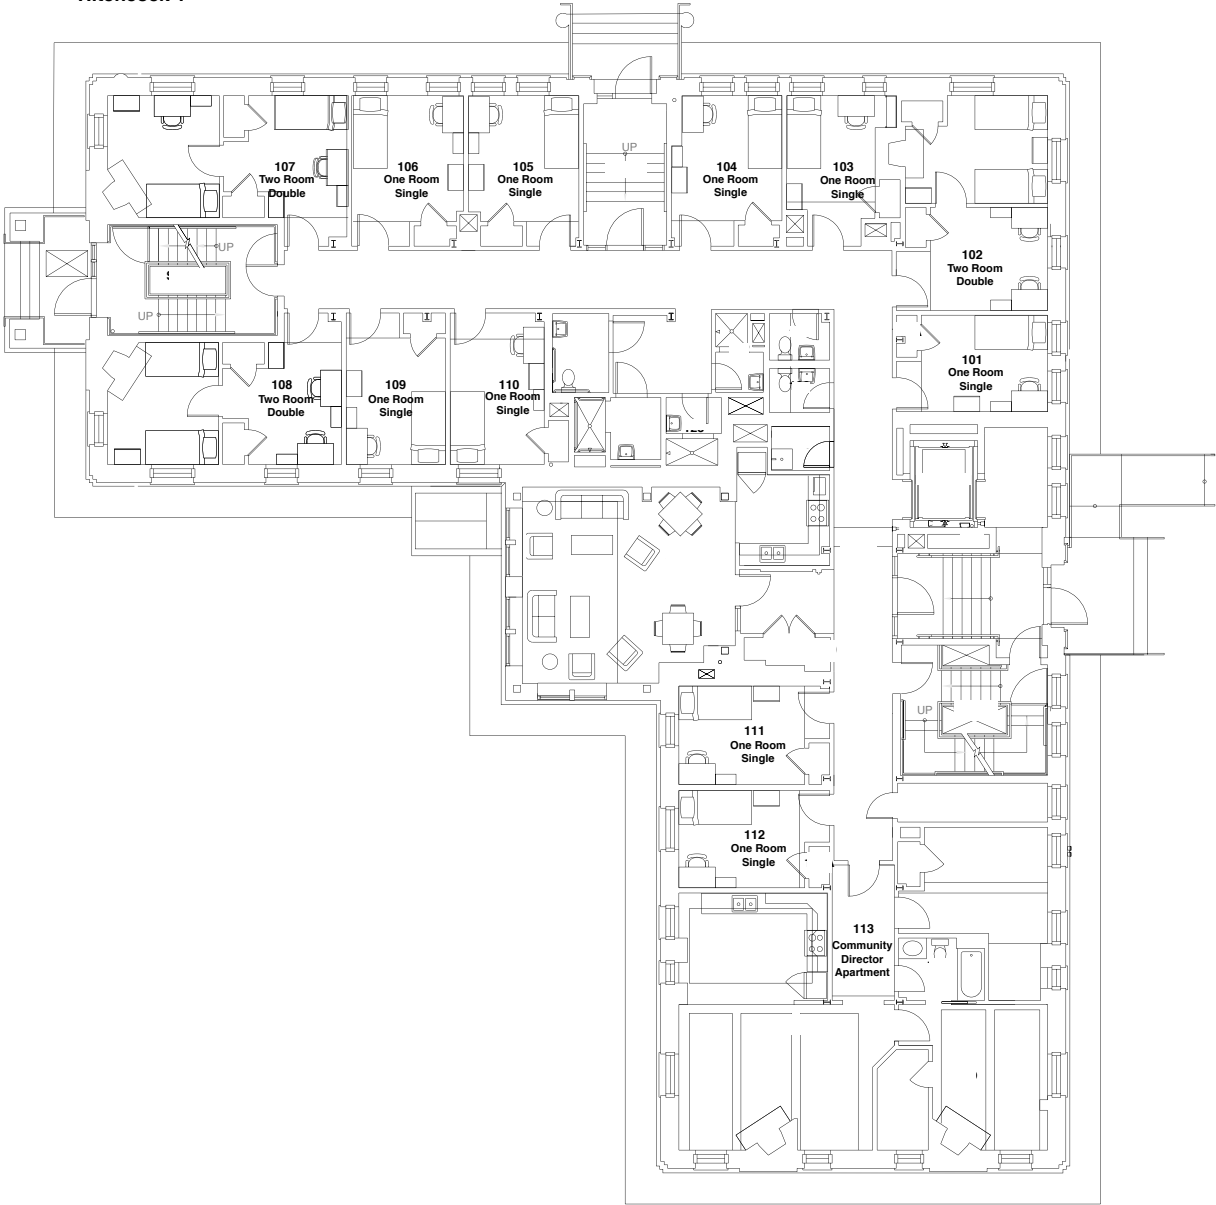 UP
107
Two Room
Double
106
One Room
Single
105
One Room
Single
104
One Room
Single
103
One Room
Single
UP
102
Two Room
Double
UP
101
One Room
Single
108
Two Room
Double
109
One Room
Single
110
One Room
Single
UP
111
One Room
Single
112
One Room
Single
113
Community
Director
Apartment